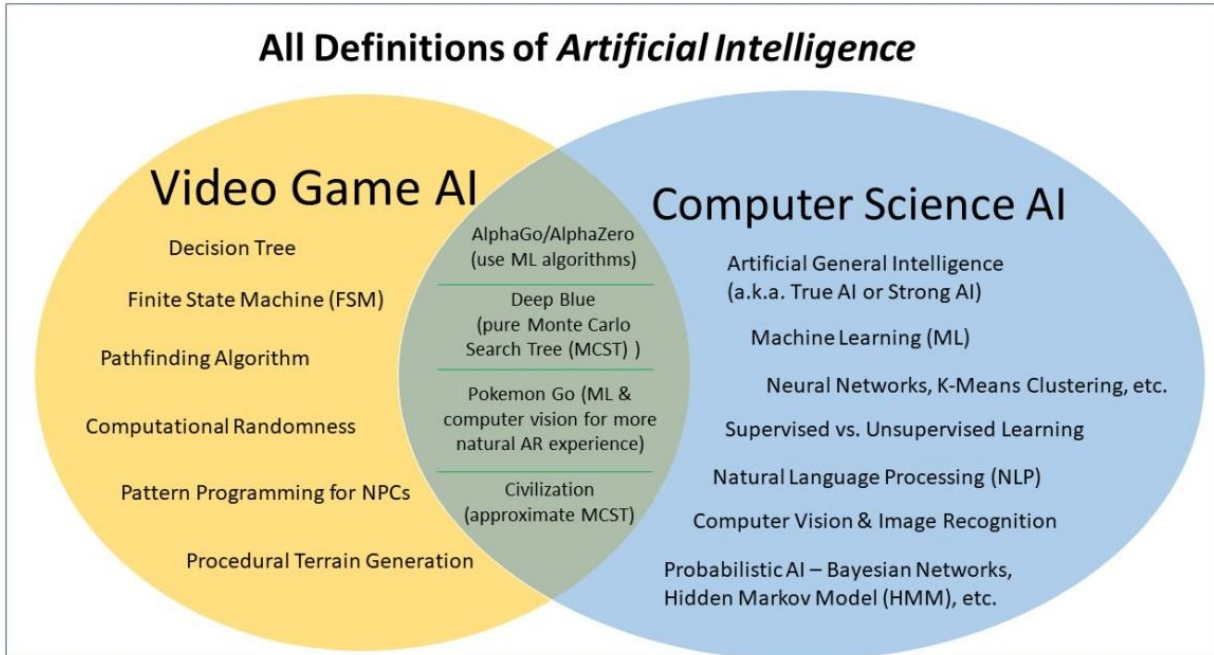 All Definitions of Artificial Intelligence
Video Game AI
Decision Tree
Finite State Machine (FSM)
Pathfinding Algorithm
Computational Randomness
Pattern Programming for NPCs
Procedural Terrain Generation
AlphaGo/AlphaZero
(use ML algorithms)
Deep Blue
(pure Monte Carlo
Search Tree (MCST) )
Pokemon Go (ML &
computer vision for more
natural AR experience)
Civilization
(approximate MCST)
Computer Science AI
Artificial General Intelligence
(a.k.a. True AI or Strong AI)
Machine Learning (ML)
Neural Networks, K-Means Clustering, etc.
Supervised vs. Unsupervised Learning
Natural Language Processing (NLP)
Computer Vision & Image Recognition
Probabilistic AI – Bayesian Networks,
Hidden Markov Model (HMM), etc.